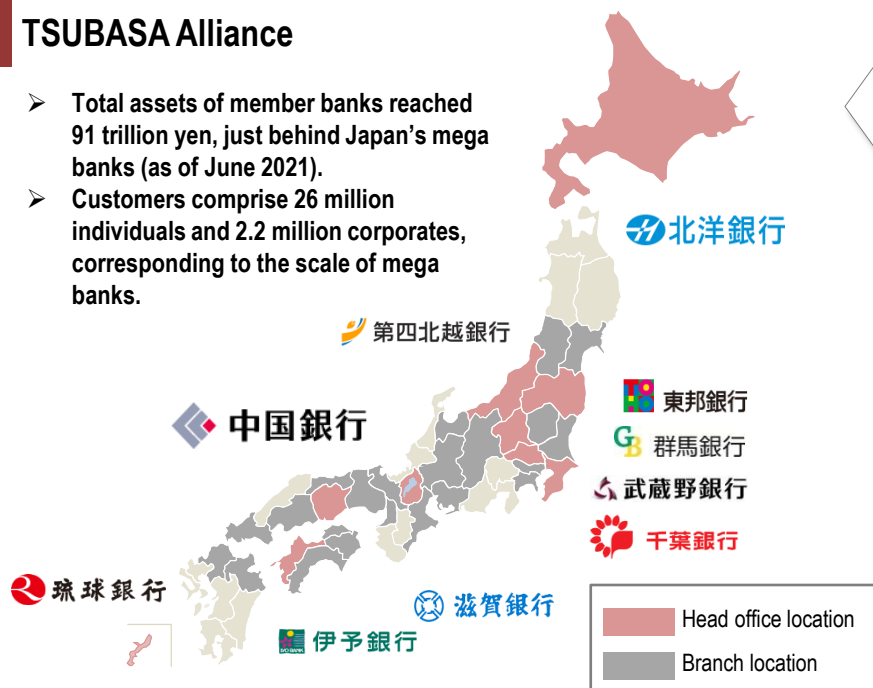 TSUBASA Alliance
➢ Total assets of member banks reached
91 trillion yen, just behind Japan's mega
banks (as of June 2021).
➢ Customers comprise 26 million
individuals and 2.2 million corporates,
corresponding to the scale of mega
banks.
北洋銀行
第四北越銀行
中国銀行
TOHO
東邦銀行
GB
群馬銀行
武蔵野銀行
千葉銀行
琉球銀行
滋賀銀行
IYO BANK
伊予銀行
Head office location
Branch location